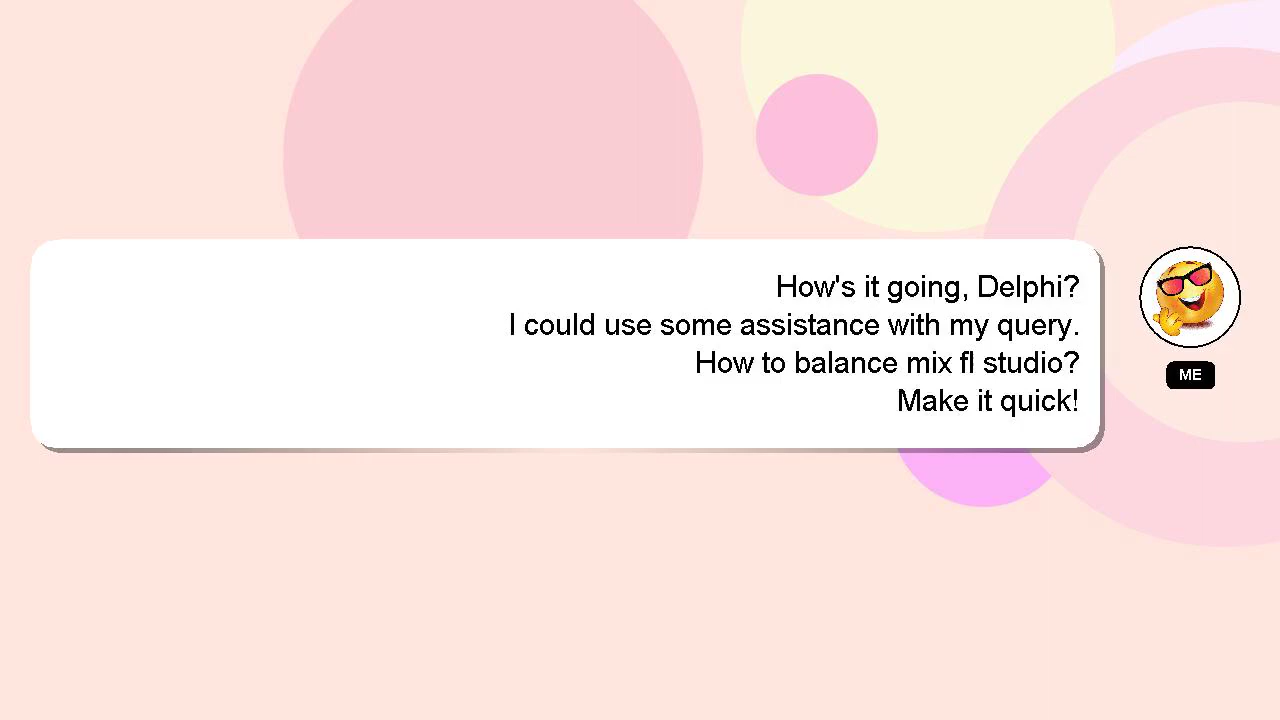 How's it going, Delphi?
I could use some assistance with my query.
How to balance mix fl studio?
Make it quick!
ME